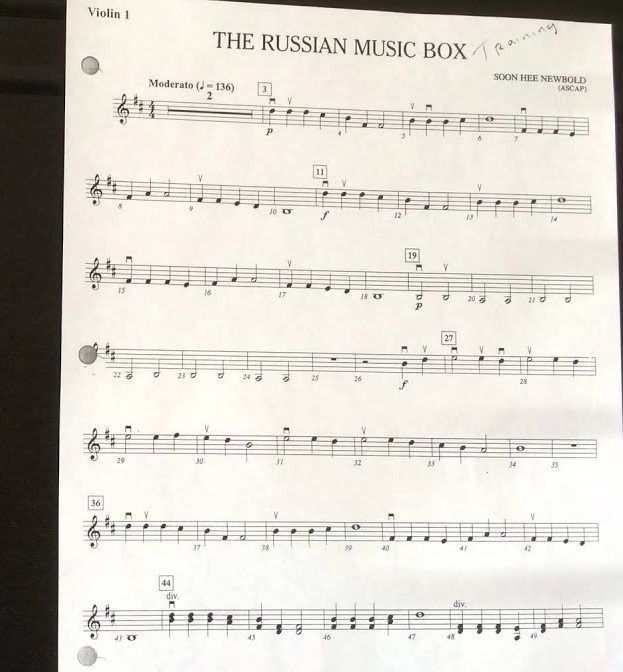 Violin 1
THE RUSSIAN MUSIC BOX Training
SOON HEE NEWBOLD
(ASCAP)
Moderato (♩ = 136)
2
3
p
4 5 6 7
11
8 9 10 f 12 13 14
19
15 16 17 18 p 20 21
27
22 23 24 25 26 f 28
29 30 31 32 33 34 35
36
37 38 39 40 41 42
44
div. div.
43 45 46 47 48 49